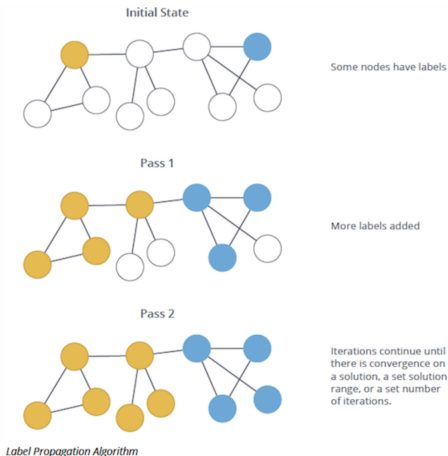 Initial State
Some nodes have labels
Pass 1
More labels added
Pass 2
Iterations continue until
there is convergence on
a solution, a set solution
range, or a set number
of iterations.
Label Propagation Algorithm